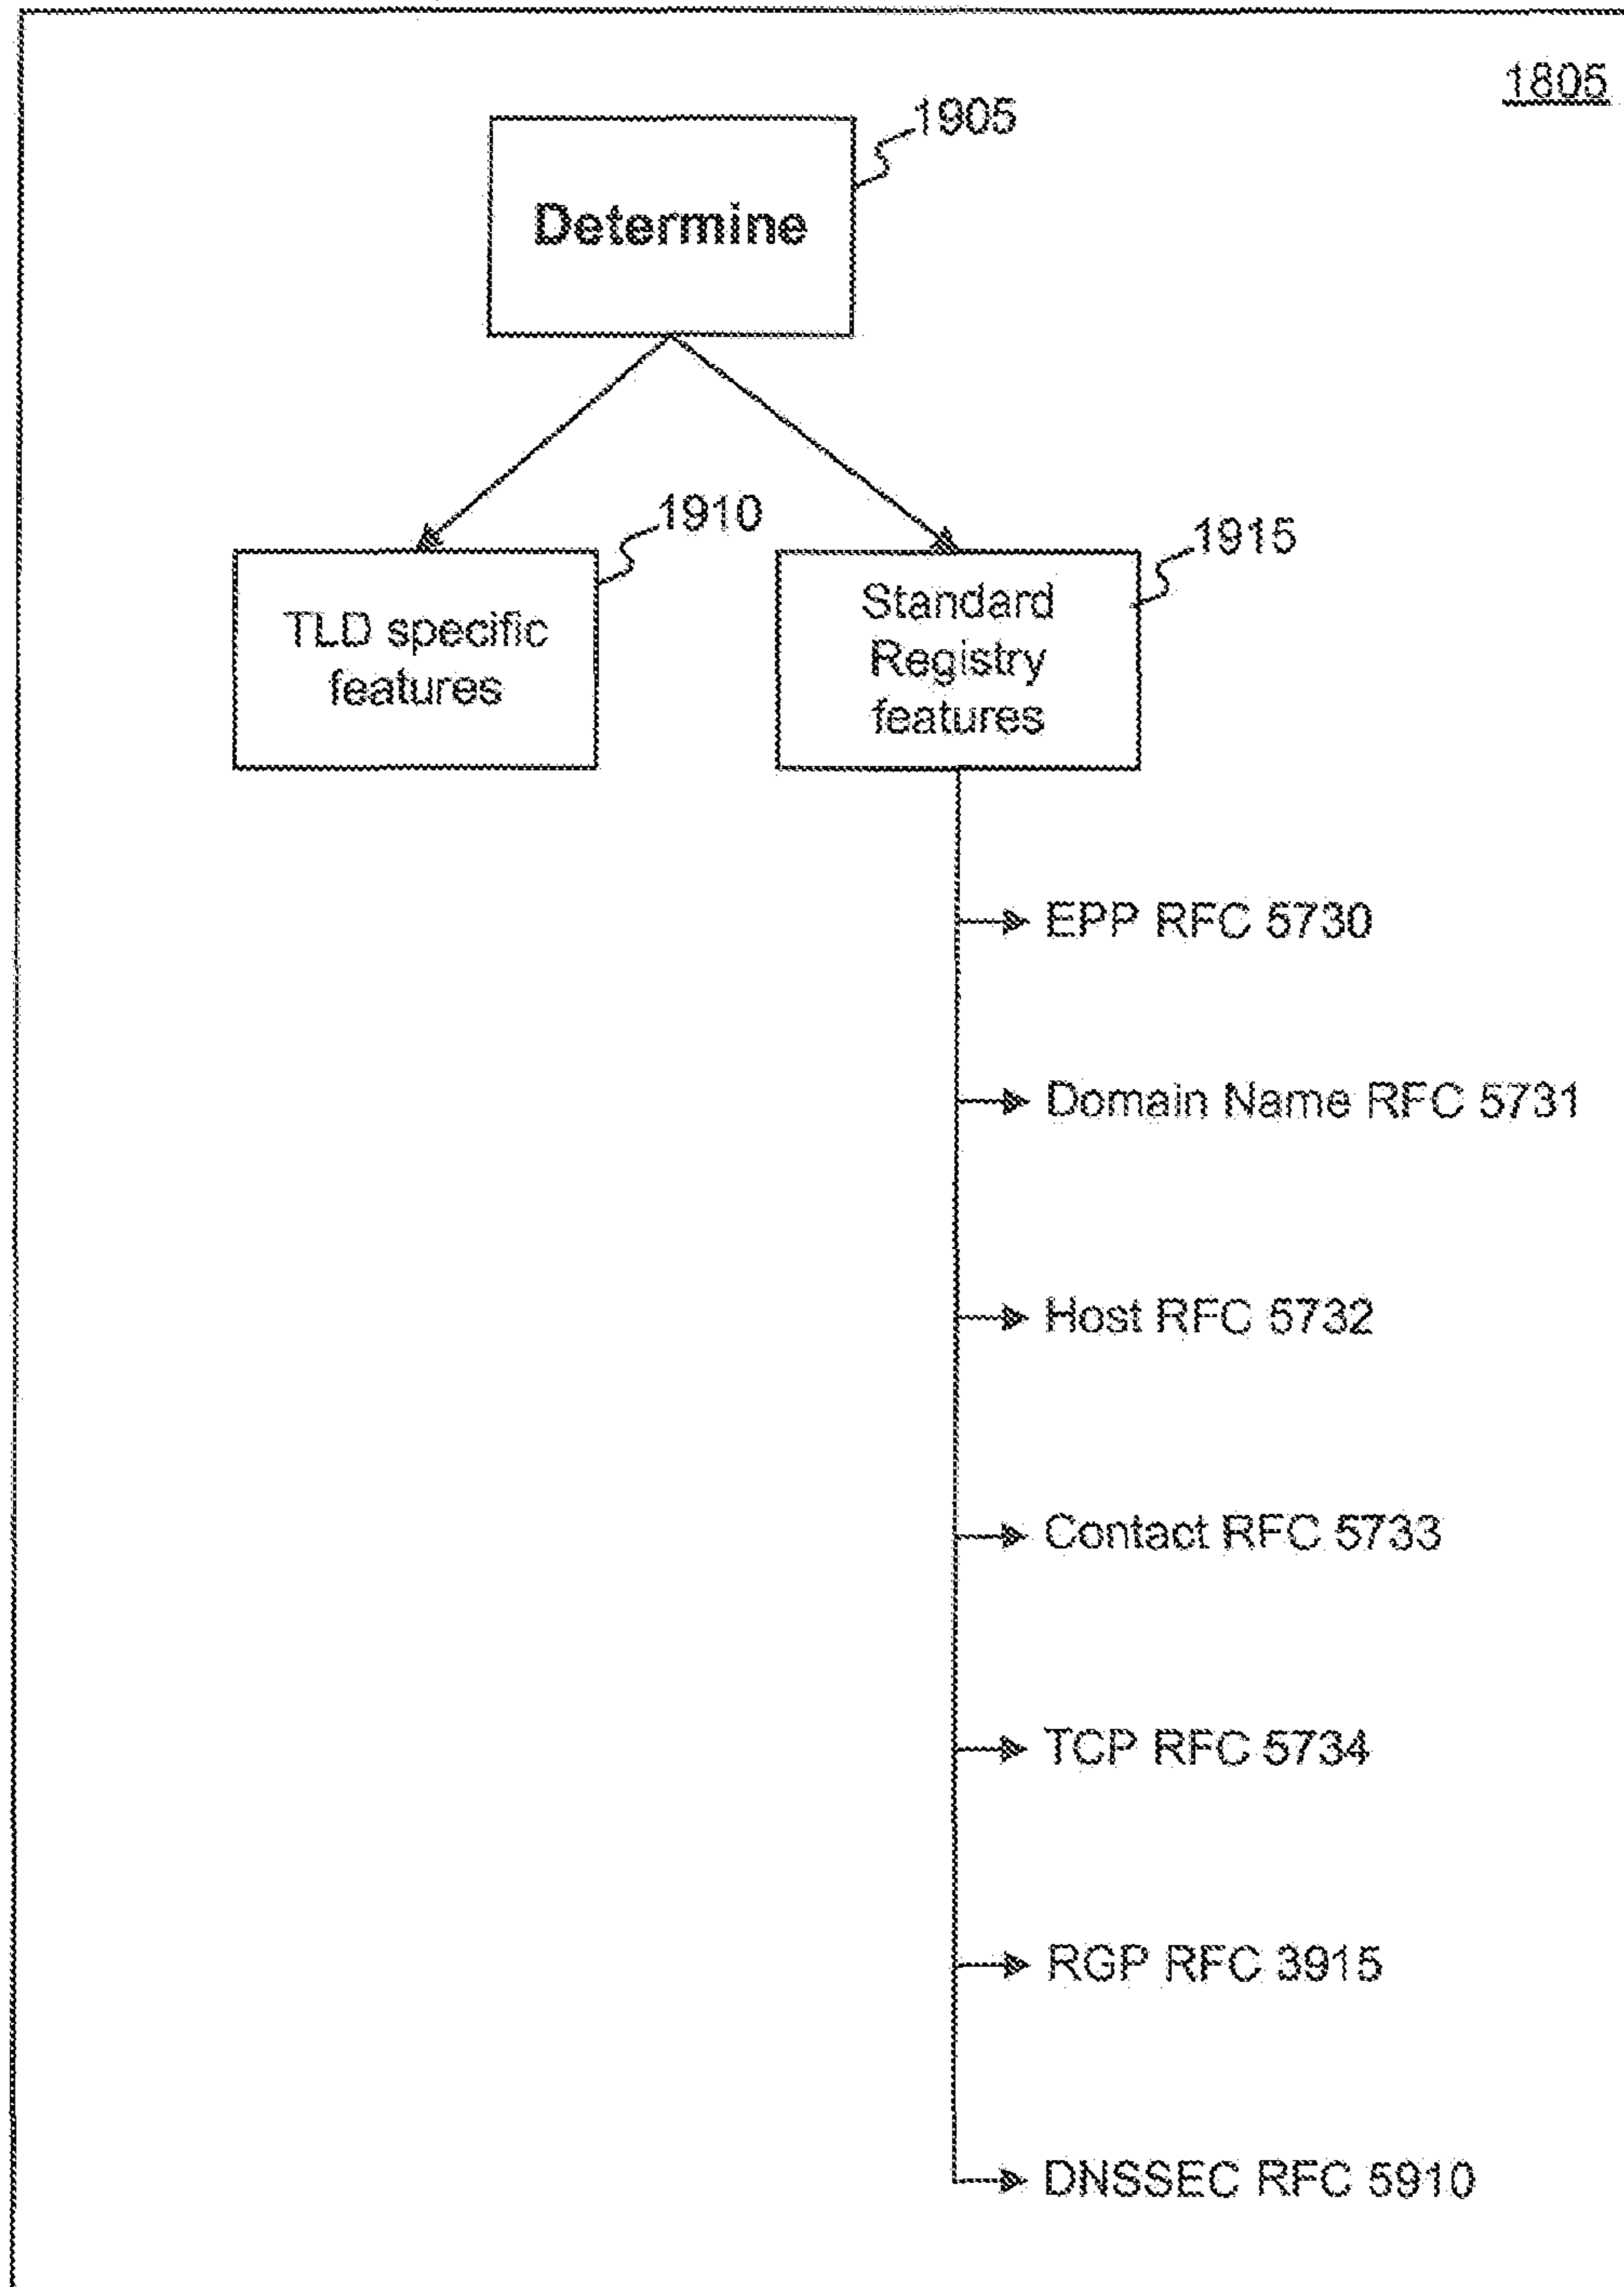 1805
1905
Determine
1910
TLD specific
features
1915
Standard
Registry
features
EPP RFC 5730
Domain Name RFC 5731
Host RFC 5732
Contact RFC 5733
TCP RFC 5734
RGP RFC 3915
DNSSEC RFC 5910